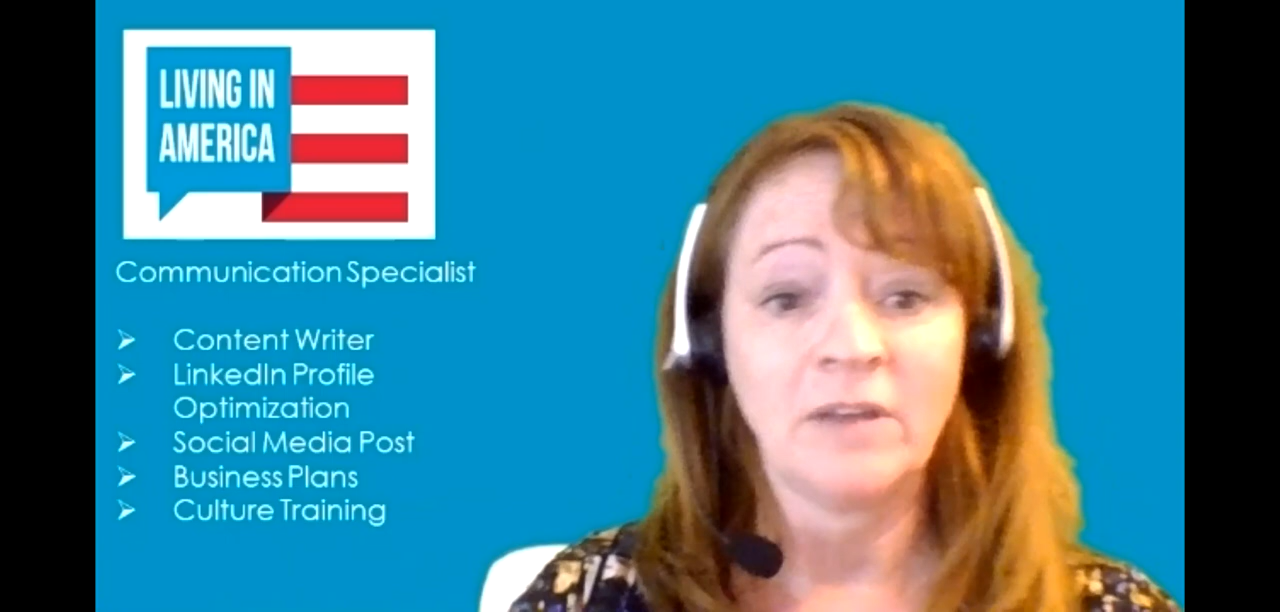 LIVING IN
AMERICA
Communication Specialist
➢ Content Writer
➢ LinkedIn Profile
Optimization
➢ Social Media Post
➢ Business Plans
➢ Culture Training